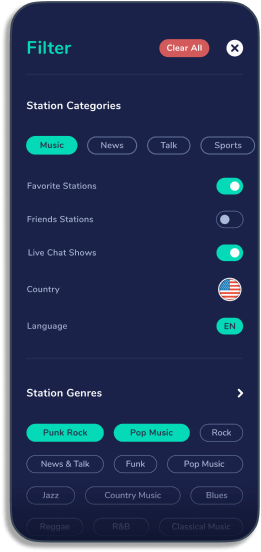 Filter Clear All
Station Categories
Music News Talk Sports
Favorite Stations
Friends Stations
Live Chat Shows
Country
Language EN
Station Genres
Punk Rock Pop Music Rock
News & Talk Funk Pop Music
Jazz Country Music Blues
Reggae R&B Classical Music